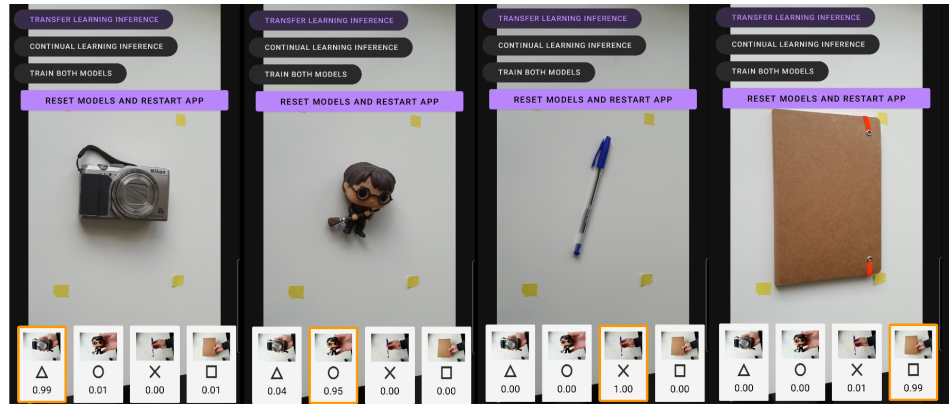 TRANSFER LEARNING INFERENCE
CONTINUAL LEARNING INFERENCE
TRAIN BOTH MODELS
RESET MODELS AND RESTART APP
Nikon
0.99
0.01
0.00
0.01
TRANSFER LEARNING INFERENCE
CONTINUAL LEARNING INFERENCE
TRAIN BOTH MODELS
RESET MODELS AND RESTART APP
0.04
0.95
0.00
0.00
TRANSFER LEARNING INFERENCE
CONTINUAL LEARNING INFERENCE
TRAIN BOTH MODELS
RESET MODELS AND RESTART APP
0.00
0.00
1.00
0.00
TRANSFER LEARNING INFERENCE
CONTINUAL LEARNING INFERENCE
TRAIN BOTH MODELS
RESET MODELS AND RESTART APP
0.00
0.00
0.01
0.99